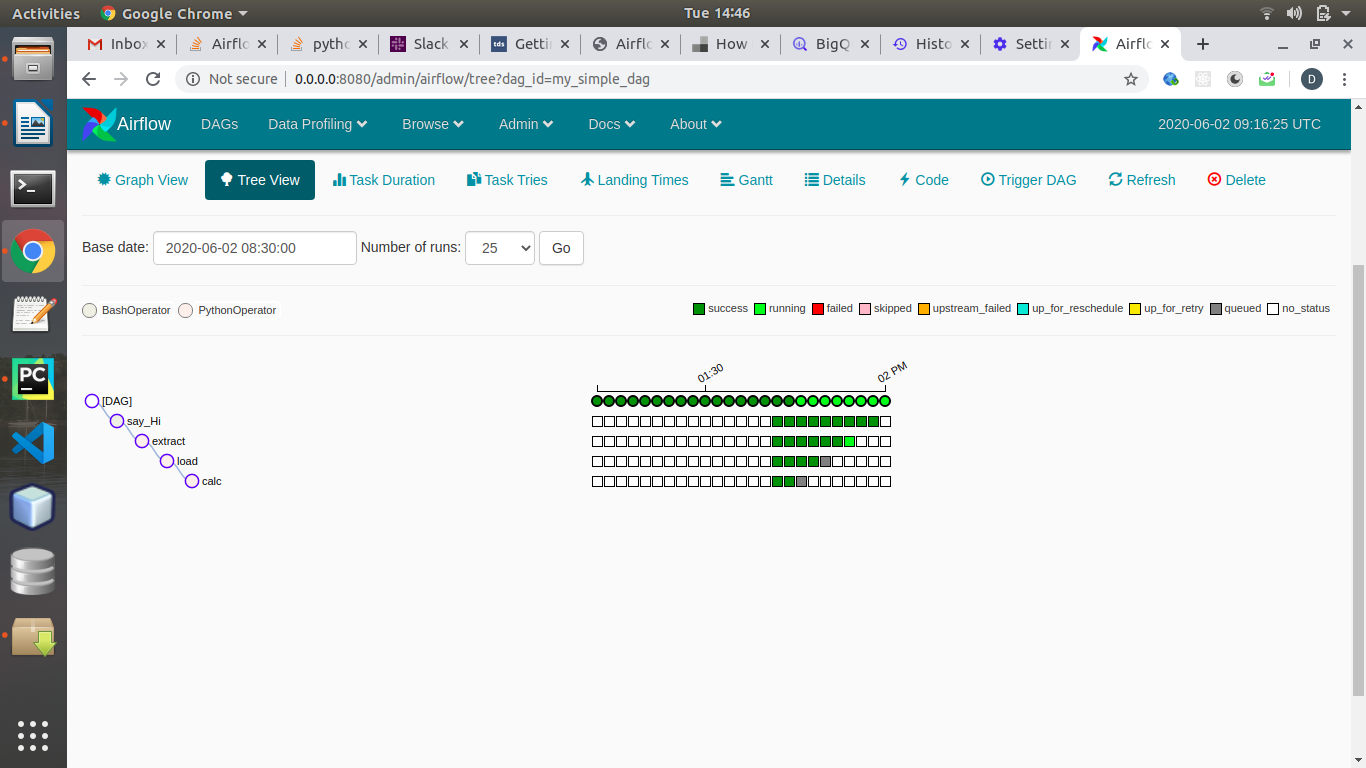 Activities Google Chrome Tue 14:46
Inbox Airflo pytho Slack Getti Airflo How BigQ Histo Settin Airflo
Not secure 0.0.0.0:8080/admin/airflow/tree?dag_id=my_simple_dag D
Airflow DAGs Data Profiling Browse Admin Docs About 2020-06-02 09:16:25 UTC
Graph View Tree View Task Duration Task Tries Landing Times Gantt Details Code Trigger DAG Refresh Delete
Base date: 2020-06-02 08:30:00 Number of runs: 25 Go
BashOperator PythonOperator success running failed skipped upstream_failed up_for_reschedule up_for_retry queued no_status
01:30 02 PM
[DAG]
say_Hi
extract
load
calc